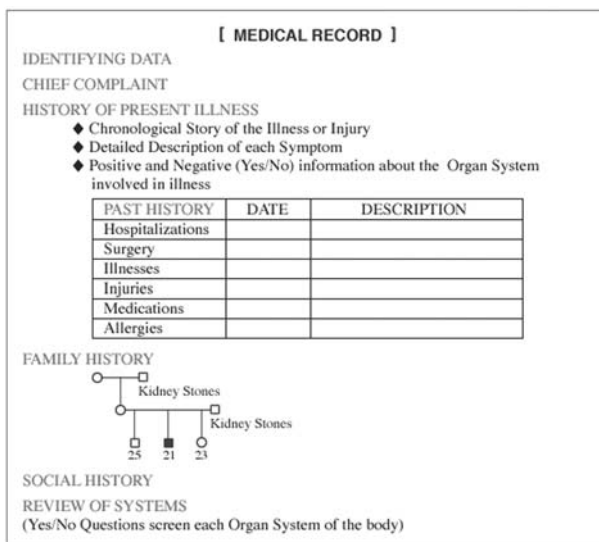 [ MEDICAL RECORD ]
IDENTIFYING DATA
CHIEF COMPLAINT
HISTORY OF PRESENT ILLNESS
◆ Chronological Story of the Illness or Injury
◆ Detailed Description of each Symptom
◆ Positive and Negative (Yes/No) information about the Organ System
involved in illness
PAST HISTORY DATE DESCRIPTION
Hospitalizations
Surgery
Illnesses
Injuries
Medications
Allergies
FAMILY HISTORY
Kidney Stones
Kidney Stones
25 21 23
SOCIAL HISTORY
REVIEW OF SYSTEMS
(Yes/No Questions screen each Organ System of the body)